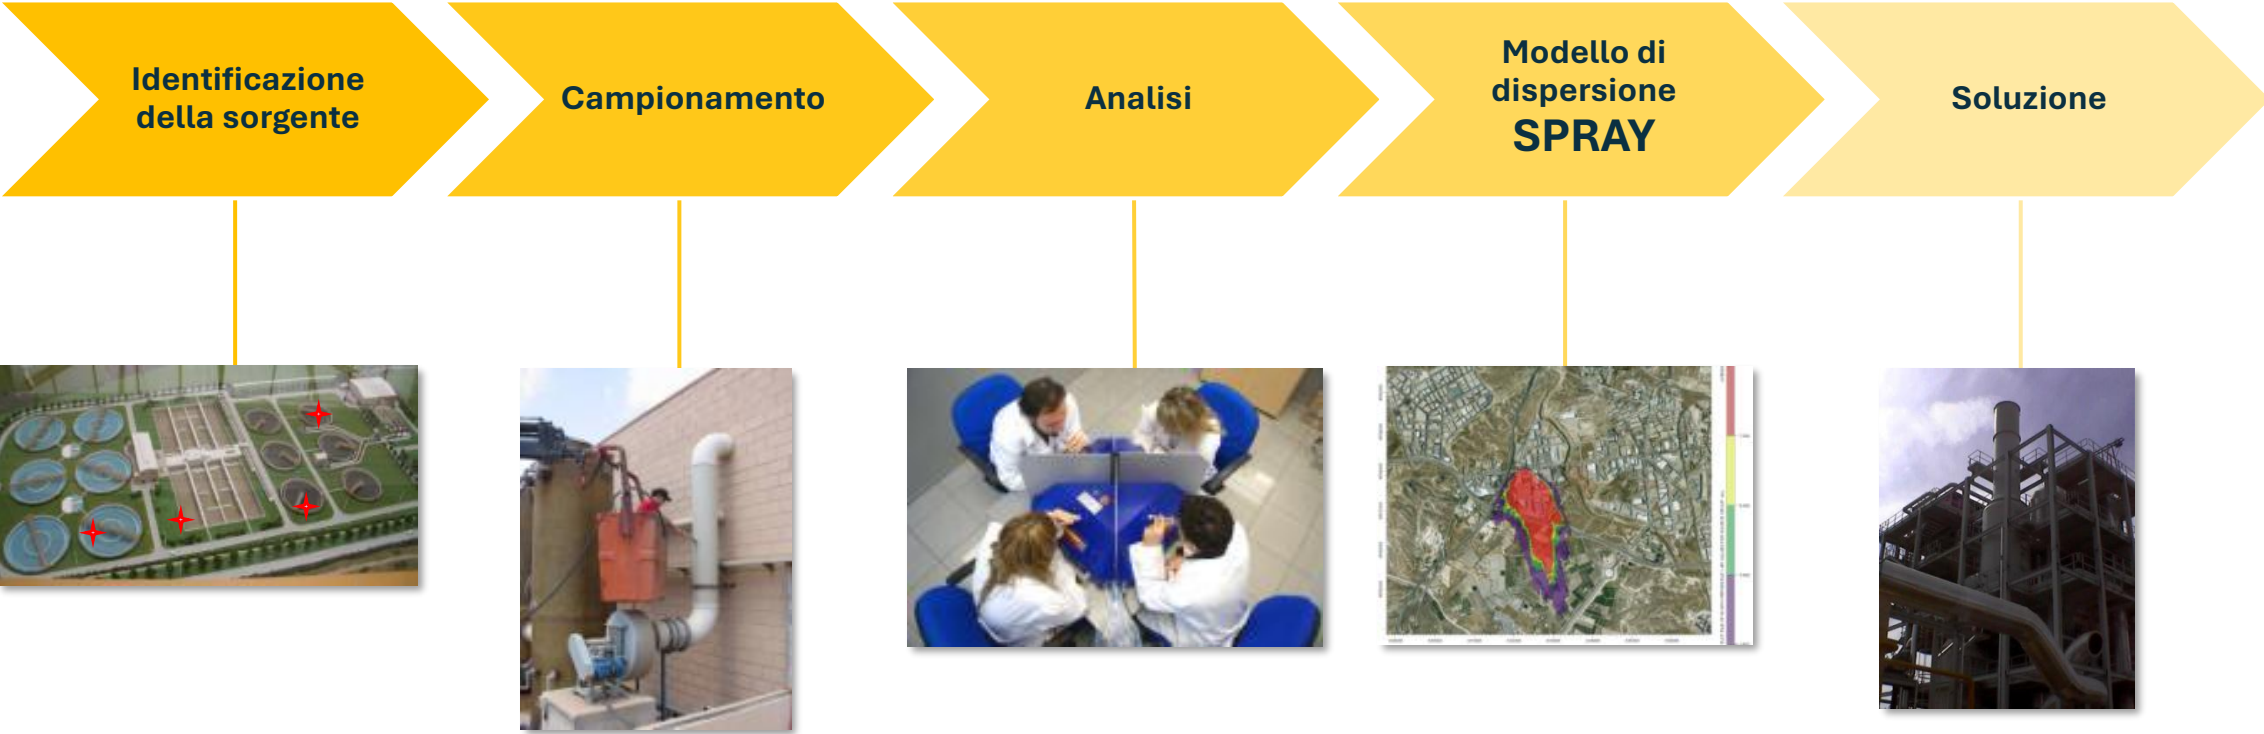 Identificazione
della sorgente
Campionamento
Analisi
Modello di
dispersione
SPRAY
Soluzione